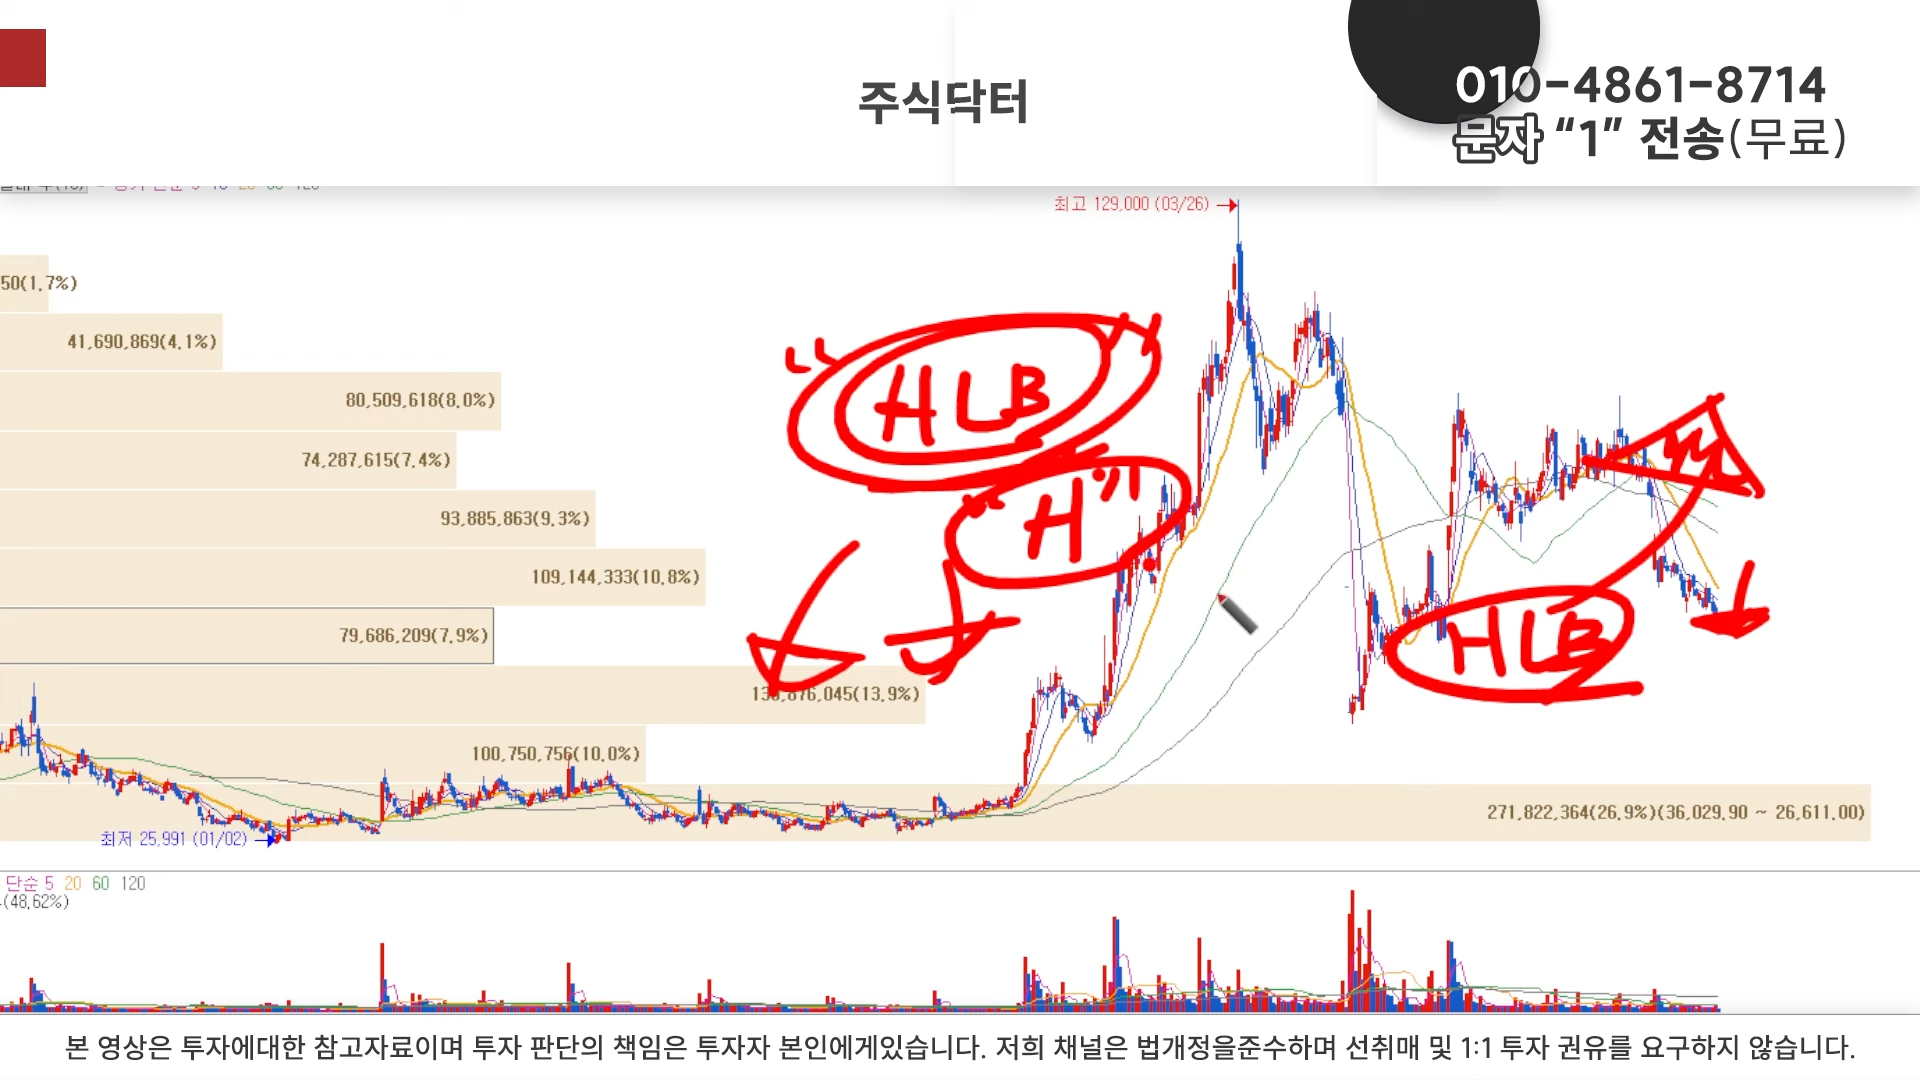 주식닥터
010-4861-8714
문자 “1” 전송(무료)
최고 129,000 (03/26)
50(1.7%)
41,690,869(4.1%)
80,509,618(8.0%)
74,287,615(7.4%)
93,885,863(9.3%)
109,144,333(10.8%)
79,686,209(7.9%)
045(13.9%)
100,750,756(10.0%)
271,822,364(26.9%)(36,029.90 ~ 26,611.00)
최저 25,991 (01/02)
"HLB"
"H"
HLB
단순 5 20 60 120
(48.62%)
본 영상은 투자에대한 참고자료이며 투자 판단의 책임은 투자자 본인에게있습니다. 저희 채널은 법개정을준수하며 선취매 및 1:1 투자 권유를 요구하지 않습니다.